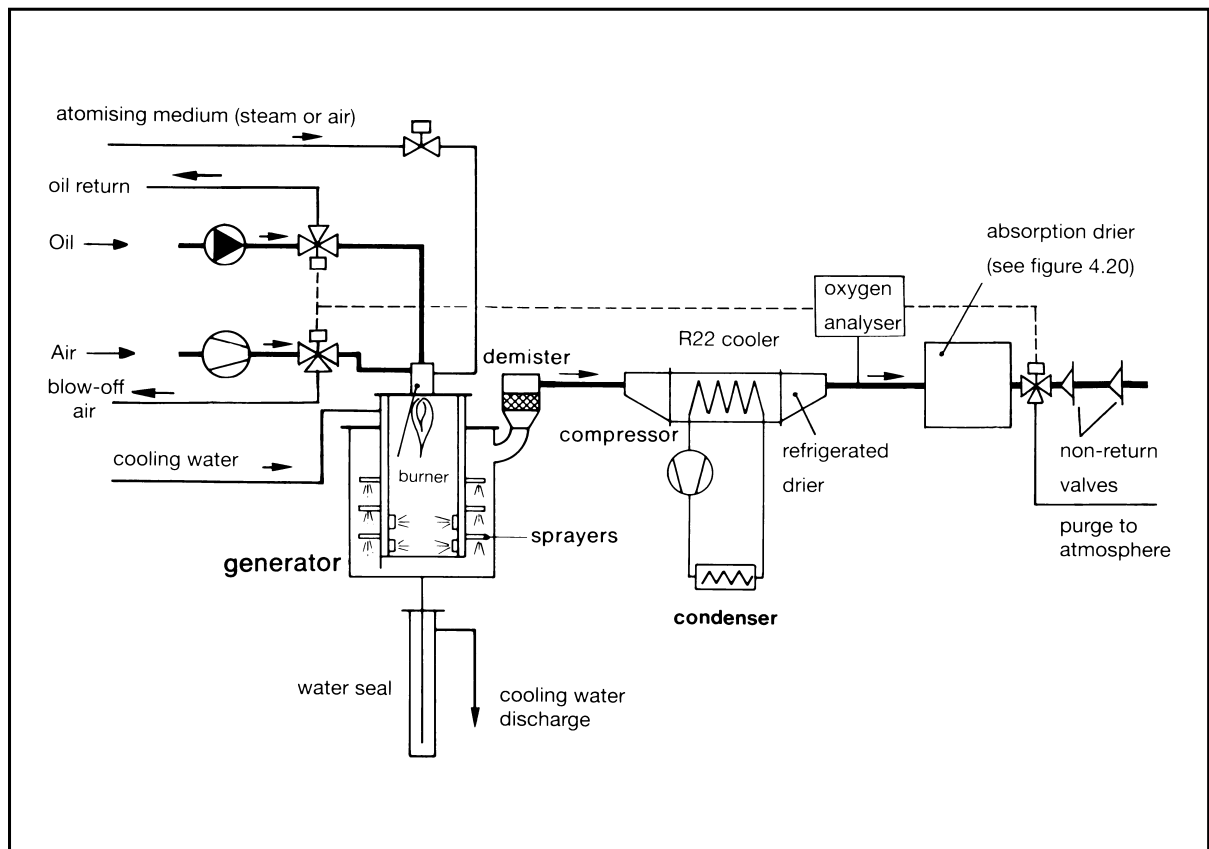 atomising medium (steam or air)
oil return
Oil
absorption drier
(see figure 4.20)
oxygen
analyser
R22 cooler
Air
demister
blow-off
air
compressor
refrigerated
drier
non-return
valves
cooling water
burner
purge to
atmosphere
sprayers
generator
condenser
water seal
cooling water
discharge